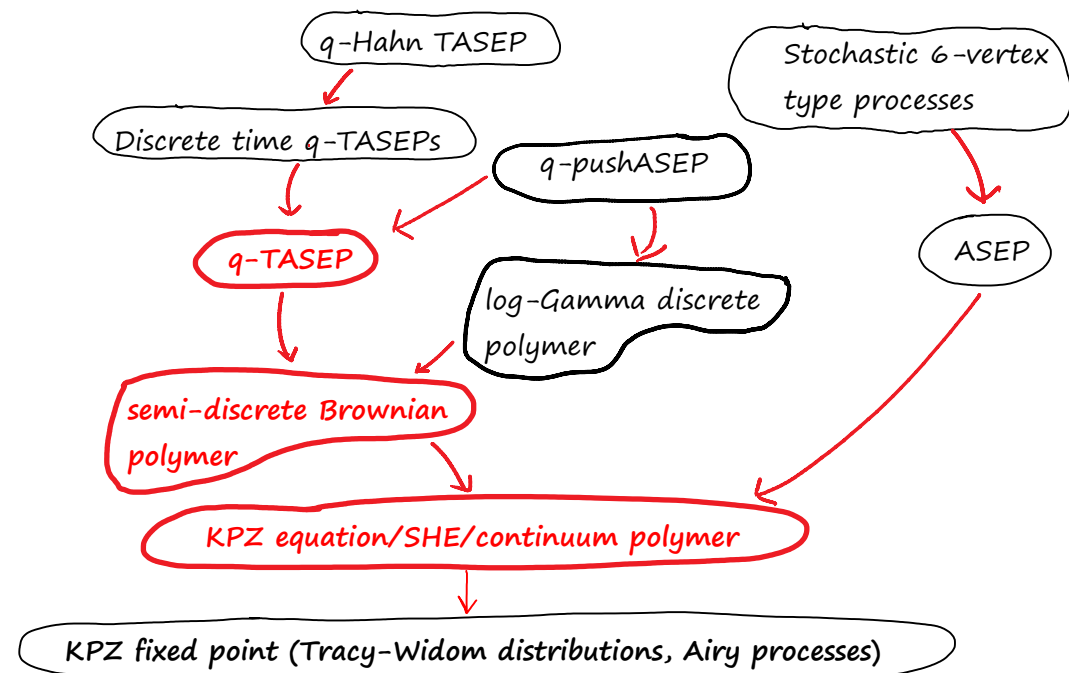 q-Hahn TASEP
Stochastic 6-vertex
type processes
Discrete time q-TASEPs
q-pushASEP
q-TASEP
ASEP
log-Gamma discrete
polymer
semi-discrete Brownian
polymer
KPZ equation/SHE/continuum polymer
KPZ fixed point (Tracy-Widom distributions, Airy processes)